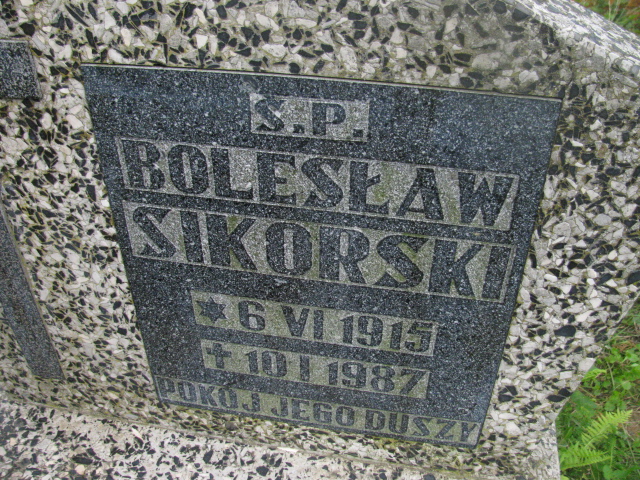 Ś.P.
BOLESŁAW
SIKORSKI
★ 6 VI 1915
✝ 10 I 1987
POKÓJ JEGO DUSZY